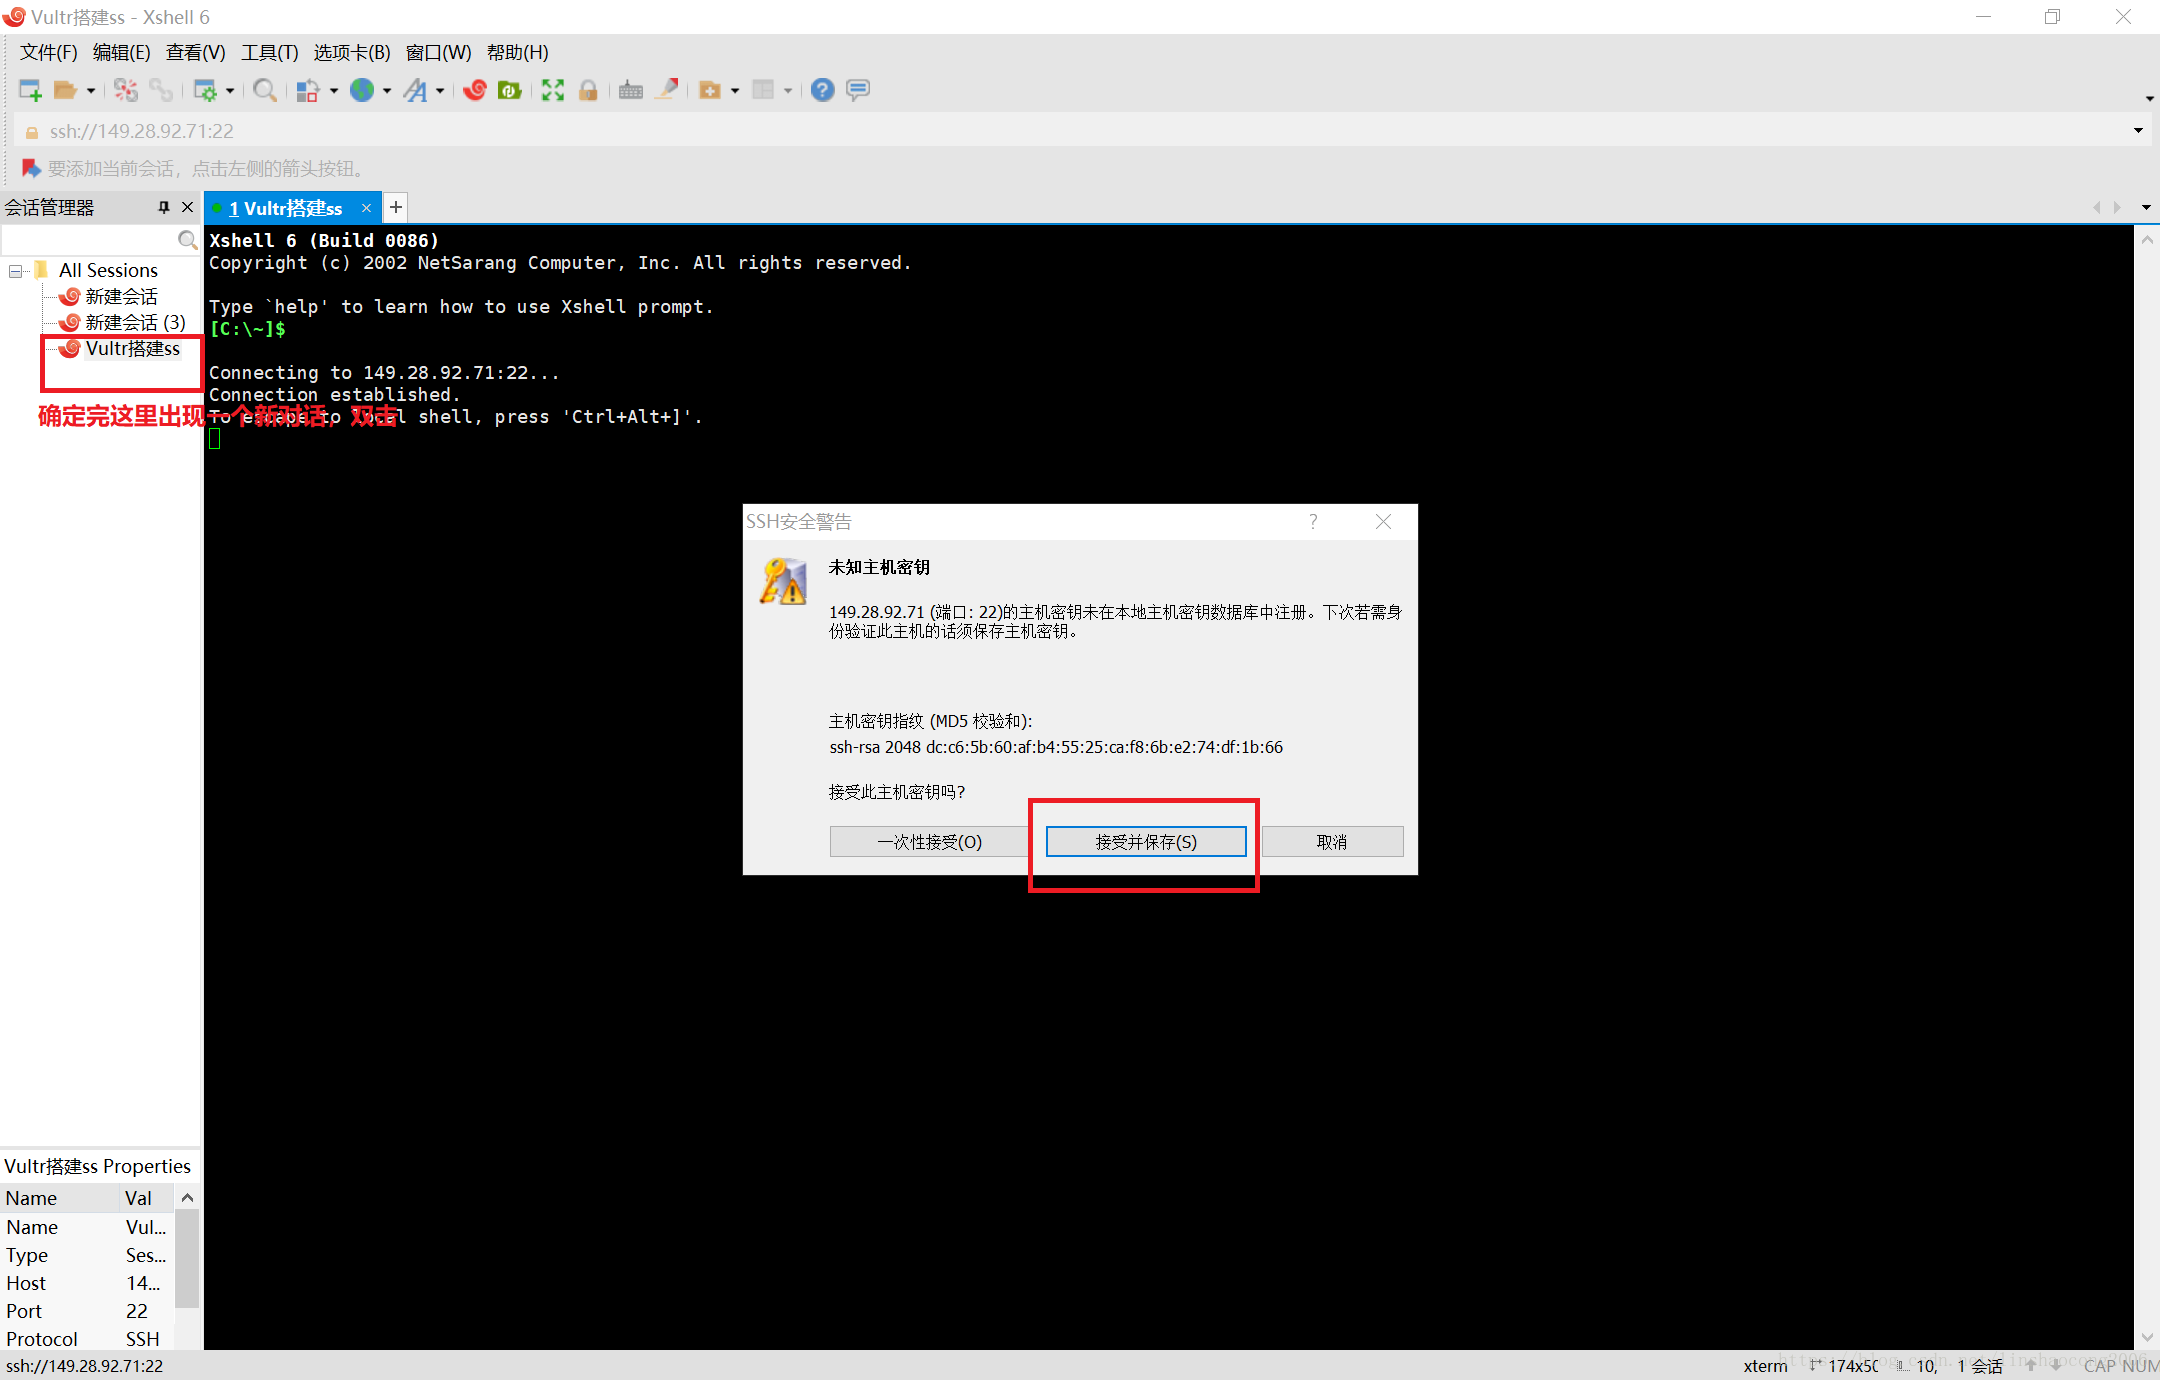 Vultr搭建ss - Xshell 6
文件(F) 编辑(E) 查看(V) 工具(T) 选项卡(B) 窗口(W) 帮助(H)
ssh://149.28.92.71:22
要添加当前会话，点击左侧的箭头按钮。
会话管理器
1 Vultr搭建ss
All Sessions
新建会话
新建会话 (3)
Vultr搭建ss
确定完这里出现一个新对话，双击
Xshell 6 (Build 0086)
Copyright (c) 2002 NetSarang Computer, Inc. All rights reserved.
Type `help' to learn how to use Xshell prompt.
[C:\~]$
Connecting to 149.28.92.71:22...
Connection established.
To escape to local shell, press 'Ctrl+Alt+]'.
SSH安全警告
未知主机密钥
149.28.92.71 (端口: 22)的主机密钥未在本地主机密钥数据库中注册。下次若需身
份验证此主机的话须保存主机密钥。
主机密钥指纹 (MD5 校验和):
ssh-rsa 2048 dc:c6:5b:60:af:b4:55:25:ca:f8:6b:e2:74:df:1b:66
接受此主机密钥吗?
一次性接受(O) 接受并保存(S) 取消
Vultr搭建ss Properties
Name Val
Name Vul...
Type Ses...
Host 14...
Port 22
Protocol SSH
ssh://149.28.92.71:22
xterm 174x50 10, 1 会话 CAP NUM